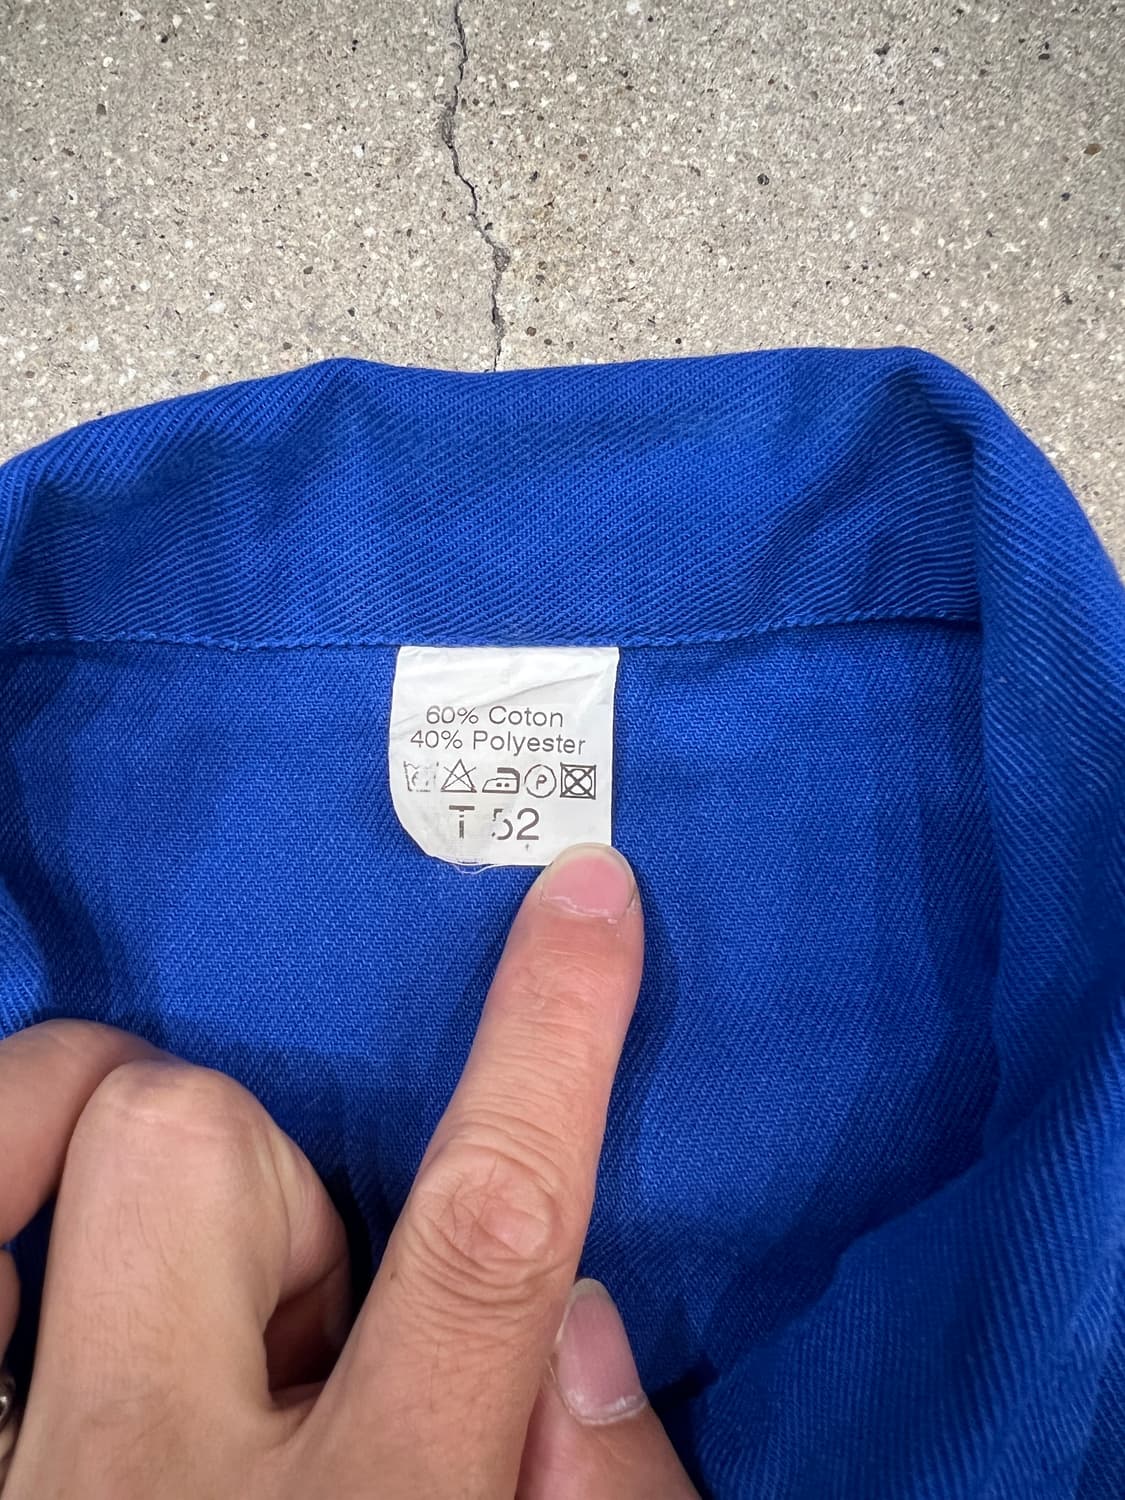 60% Coton
40% Polyester
P
T 52